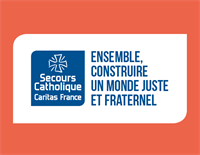 Secours
Catholique
Caritas France
ENSEMBLE,
CONSTRUIRE
UN MONDE JUSTE
ET FRATERNEL